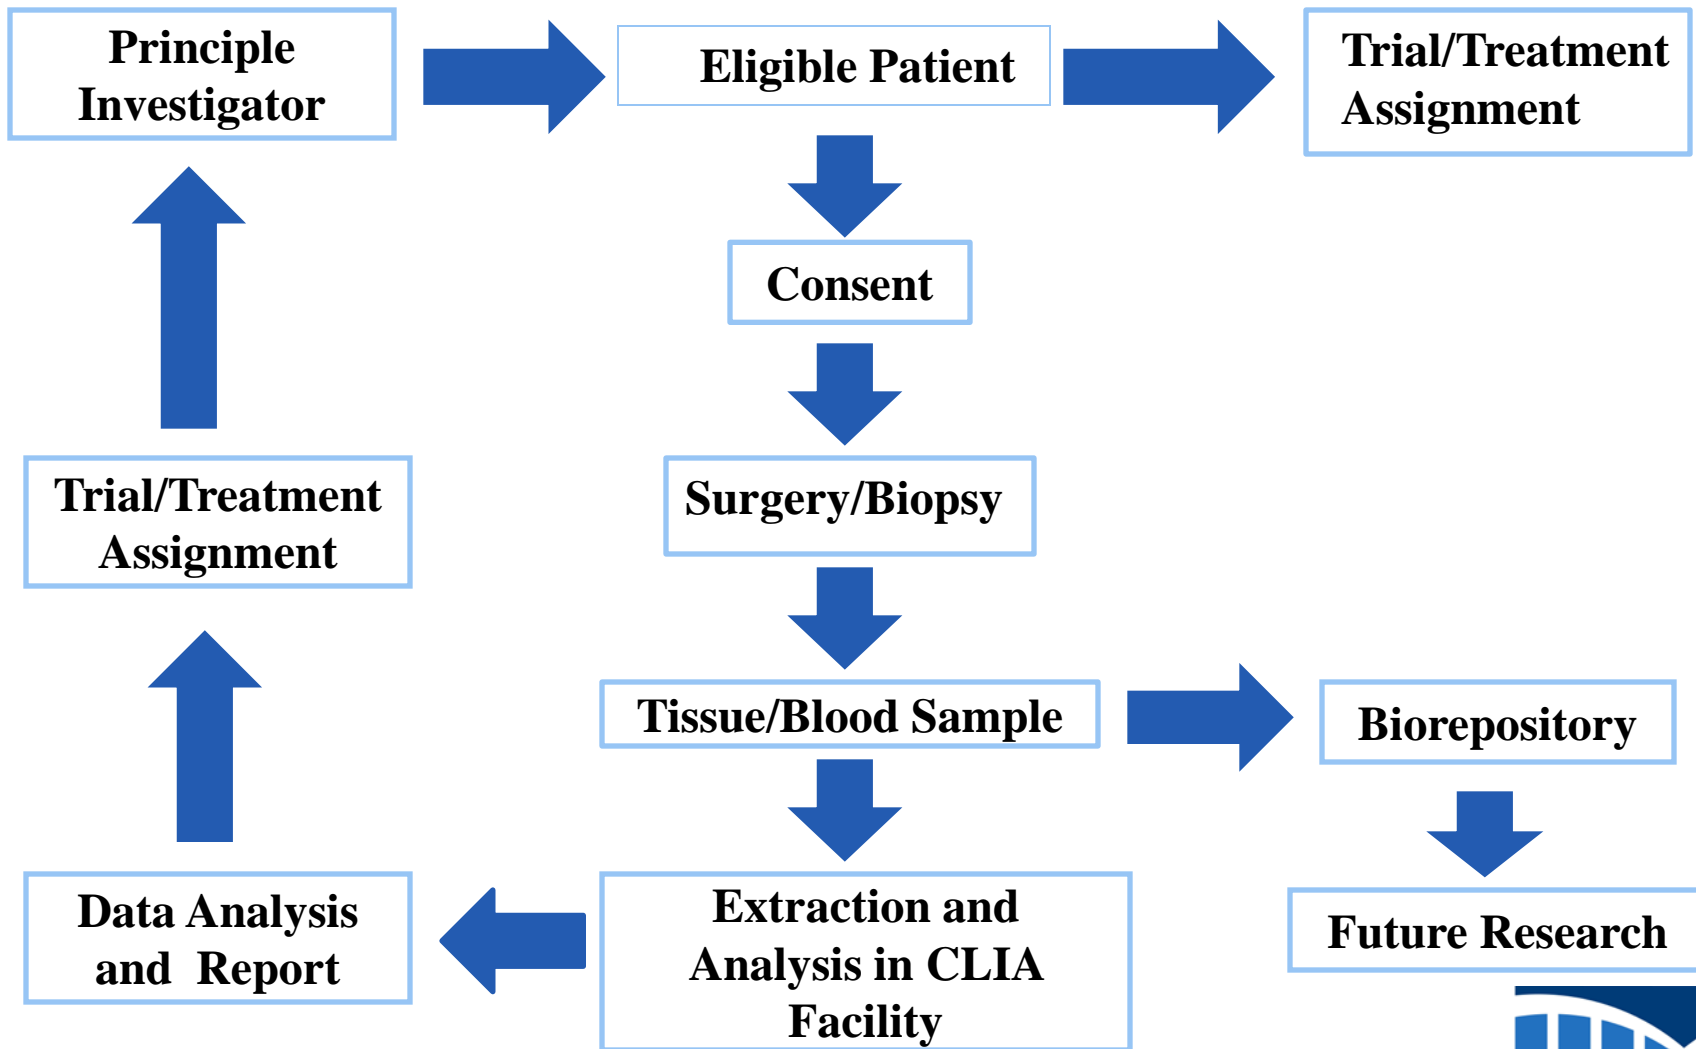 Principle
Investigator
Eligible Patient
Trial/Treatment
Assignment
Consent
Trial/Treatment
Assignment
Surgery/Biopsy
Tissue/Blood Sample
Biorepository
Data Analysis
and Report
Extraction and
Analysis in CLIA
Facility
Future Research